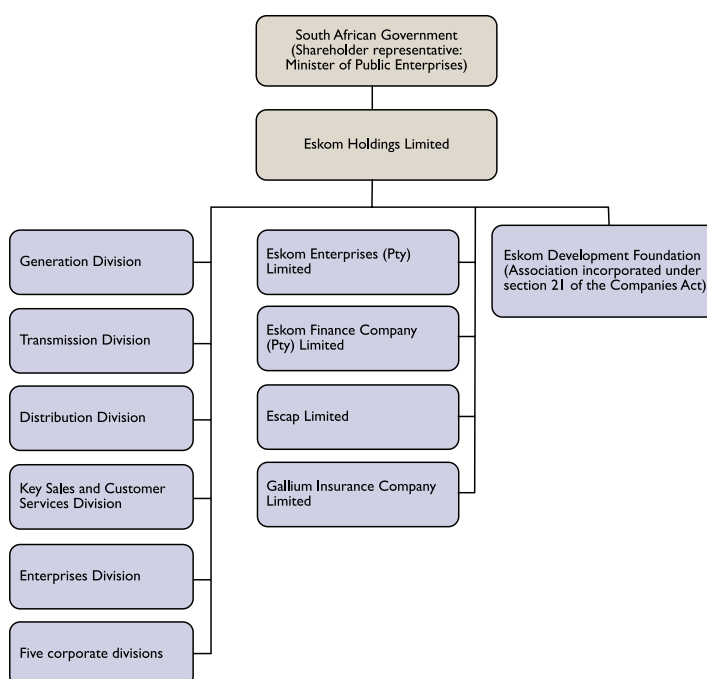 South African Government
(Shareholder representative:
Minister of Public Enterprises)
Eskom Holdings Limited
Generation Division
Transmission Division
Distribution Division
Key Sales and Customer
Services Division
Enterprises Division
Five corporate divisions
Eskom Enterprises (Pty)
Limited
Eskom Finance Company
(Pty) Limited
Escap Limited
Gallium Insurance Company
Limited
Eskom Development Foundation
(Association incorporated under
section 21 of the Companies Act)